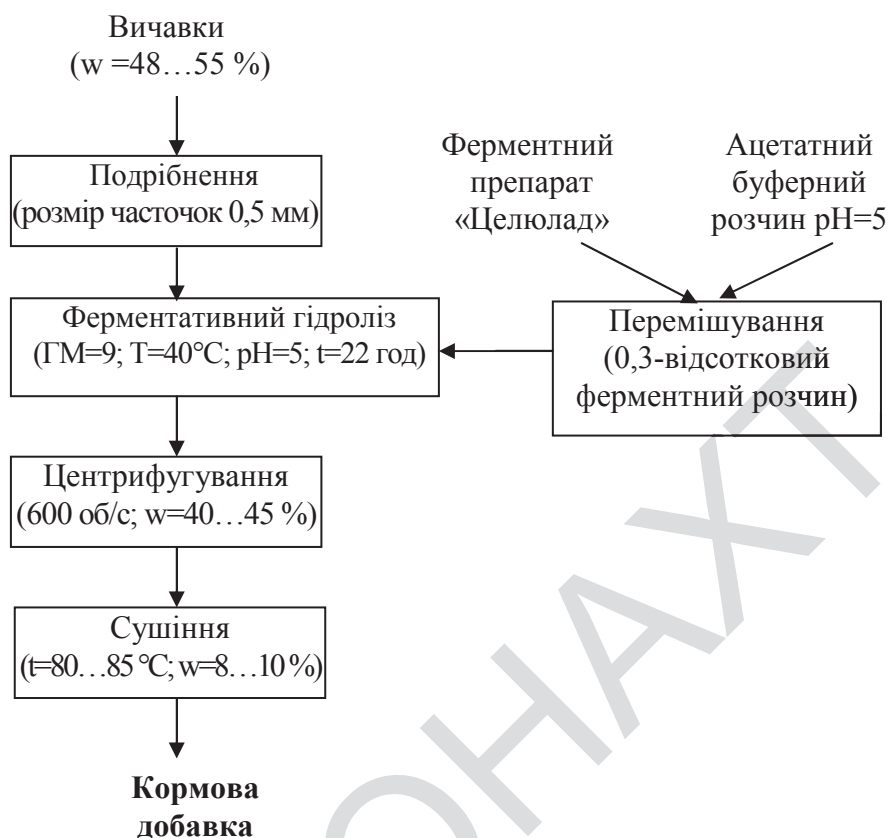 Вичавки
(w =48…55 %)
Подрібнення
(розмір часточок 0,5 мм)
Ферментний
препарат
«Целюлад»
Ацетатний
буферний
розчин pH=5
Ферментативний гідроліз
(ГМ=9; T=40°C; pH=5; t=22 год)
Перемішування
(0,3-відсотковий
ферментний розчин)
Центрифугування
(600 об/с; w=40…45 %)
Сушіння
(t=80…85 °C; w=8…10 %)
Кормова
добавка
ОНАХТ